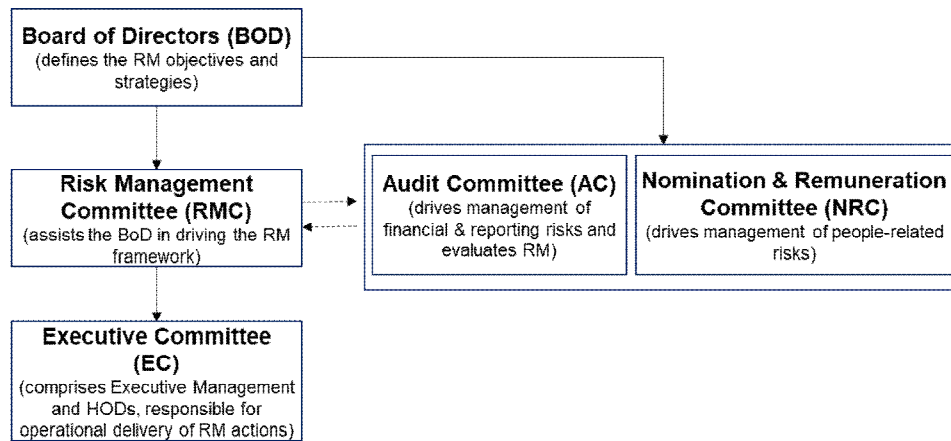 Board of Directors (BOD)
(defines the RM objectives and
strategies)
Risk Management
Committee (RMC)
(assists the BoD in driving the RM
framework)
Audit Committee (AC)
(drives management of
financial & reporting risks and
evaluates RM)
Nomination & Remuneration
Committee (NRC)
(drives management of people-related
risks)
Executive Committee
(EC)
(comprises Executive Management
and HODs, responsible for
operational delivery of RM actions)